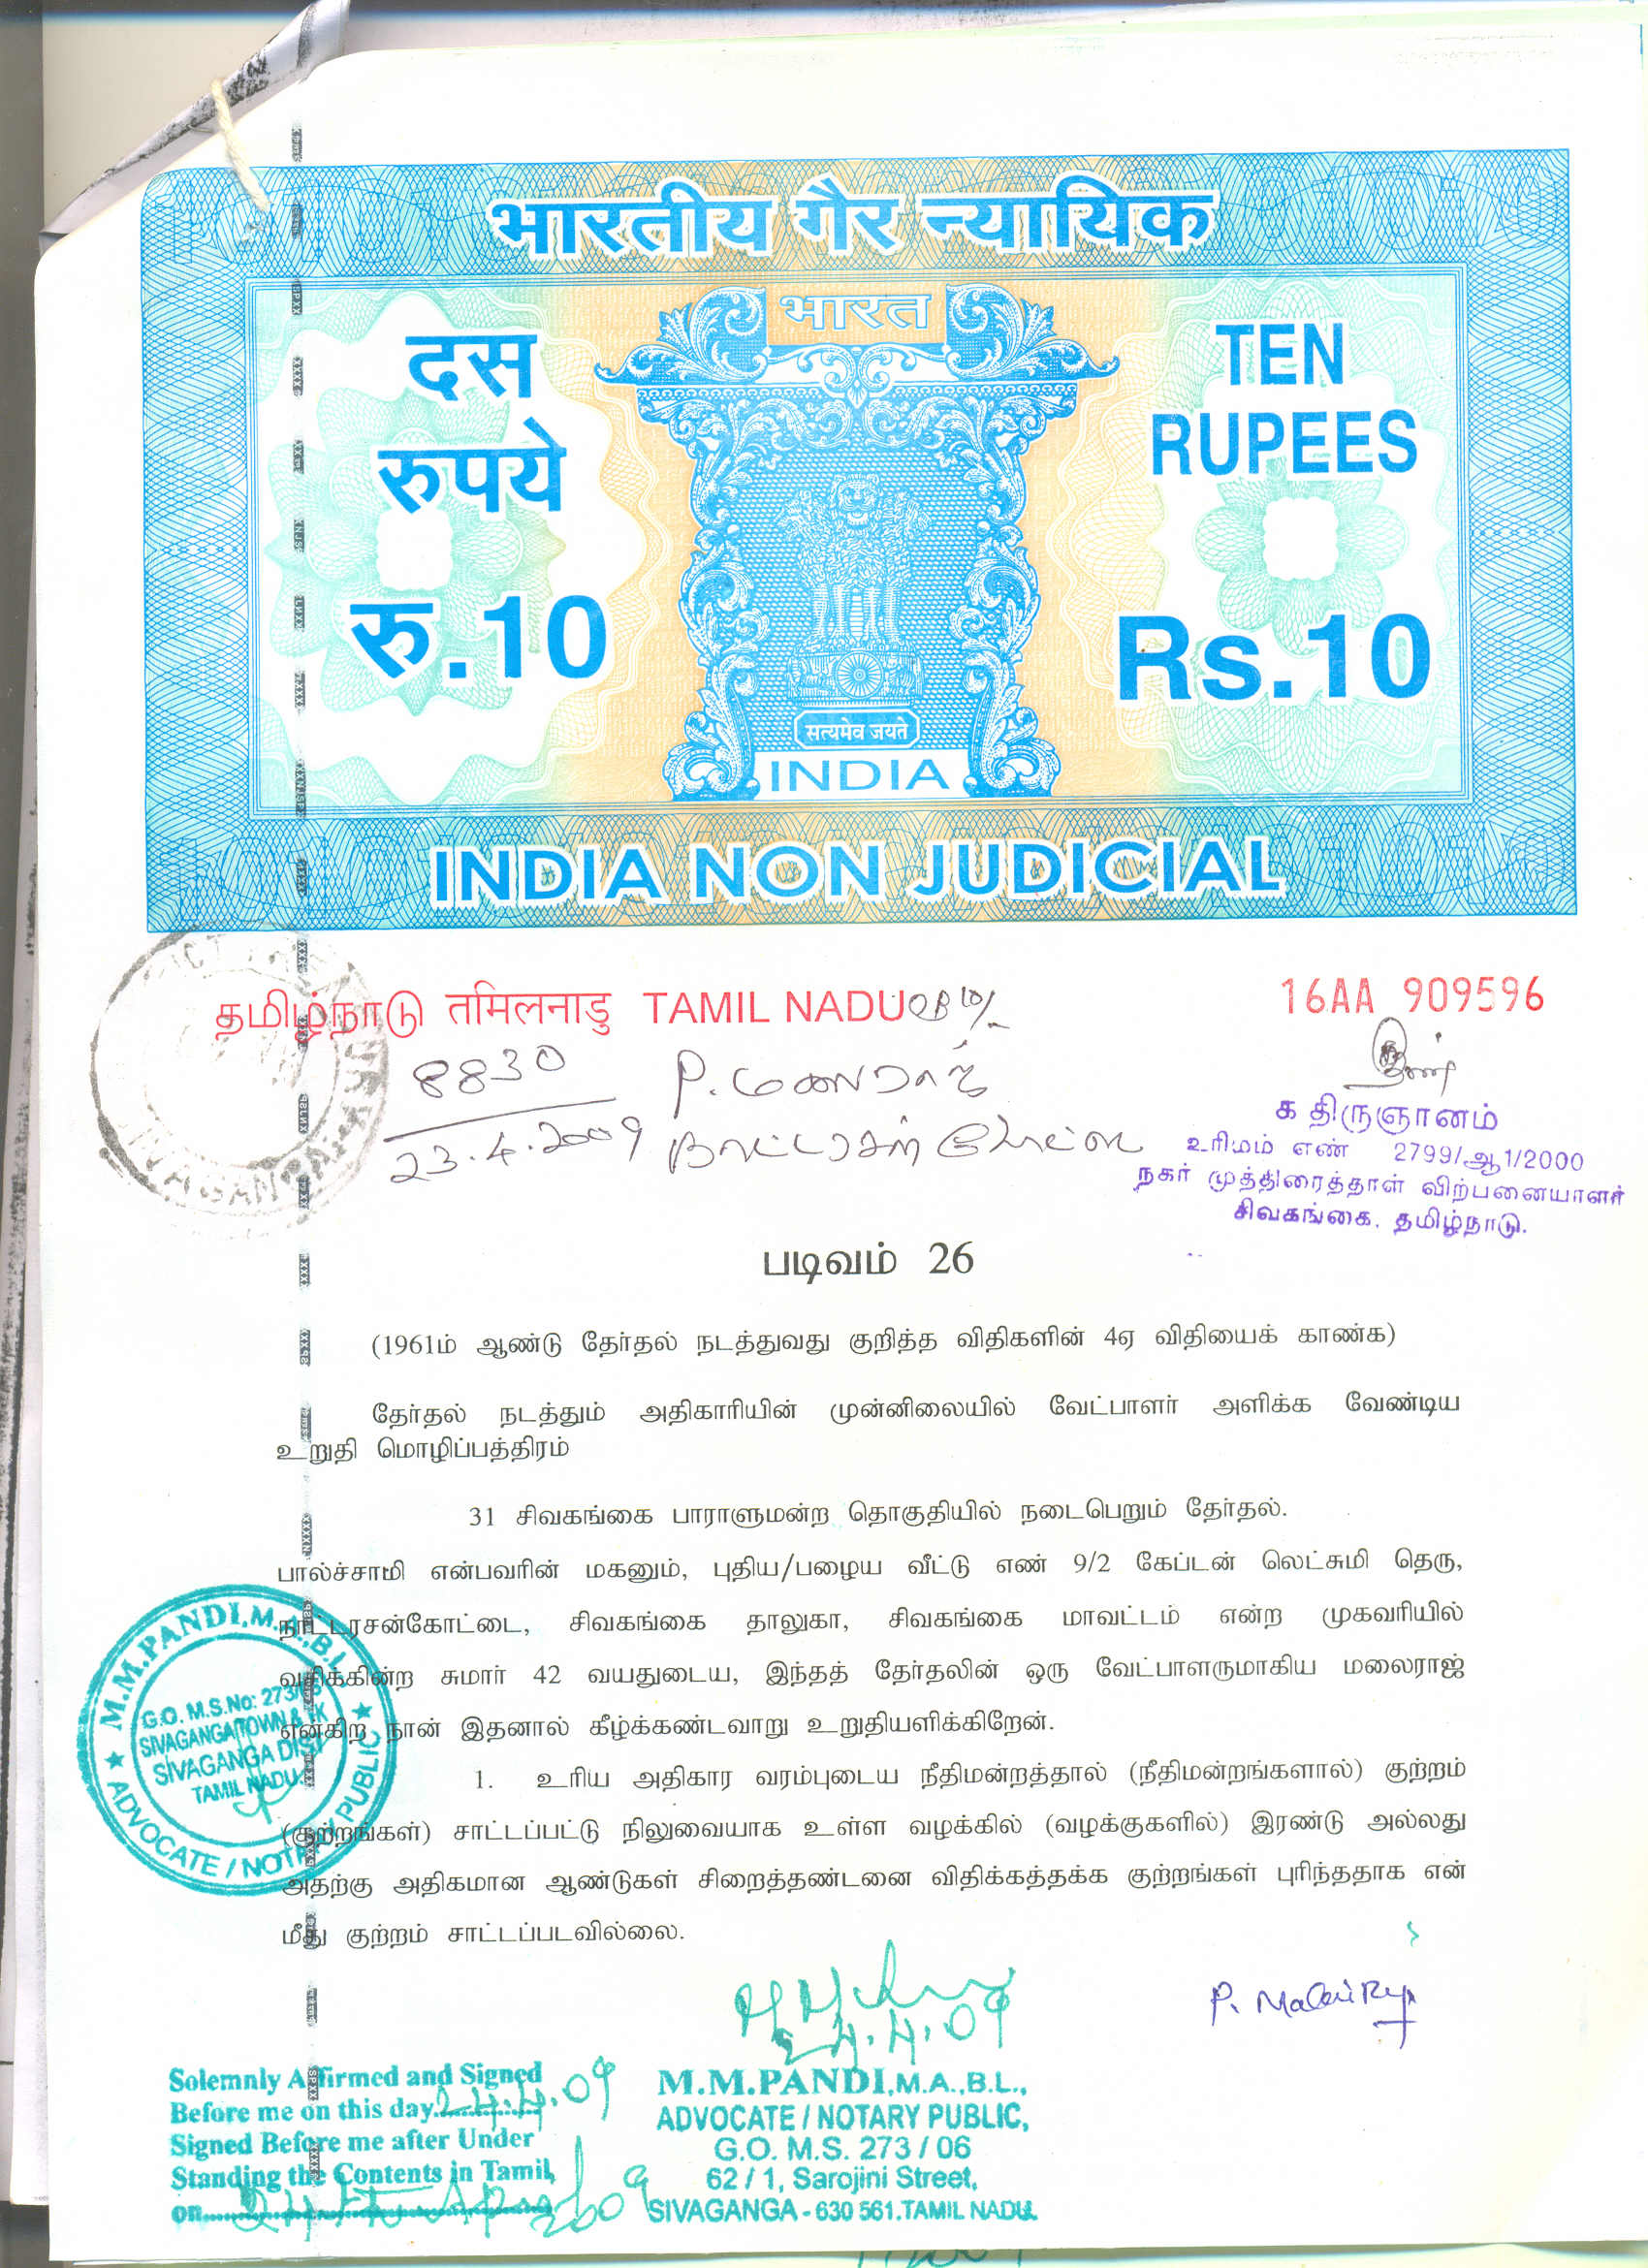 भारतीय गैर न्यायिक
भारत
दस
रुपये
रु.10
TEN
RUPEES
Rs.10
सत्यमेव जयते
INDIA
INDIA NON JUDICIAL
தமிழ்நாடு तमिलनाडु TAMIL NADU
16AA 909596
8830
23.4.2009
P. மலைராஜ்
நாட்டரசன் கோட்டை
க திருஞானம்
உரிமம் எண் 2799/ஆ1/2000
நகர் முத்திரைத்தாள் விற்பனையாளர்
சிவகங்கை. தமிழ்நாடு.
படிவம் 26
(1961ம் ஆண்டு தேர்தல் நடத்துவது குறித்த விதிகளின் 4ஏ விதியைக் காண்க)
தேர்தல் நடத்தும் அதிகாரியின் முன்னிலையில் வேட்பாளர் அளிக்க வேண்டிய
உறுதி மொழிப்பத்திரம்
31 சிவகங்கை பாராளுமன்ற தொகுதியில் நடைபெறும் தேர்தல்.
பால்ச்சாமி என்பவரின் மகனும், புதிய/பழைய வீட்டு எண் 9/2 கேப்டன் லெட்சுமி தெரு,
நாட்டரசன்கோட்டை, சிவகங்கை தாலுகா, சிவகங்கை மாவட்டம் என்ற முகவரியில்
வசிக்கின்ற சுமார் 42 வயதுடைய, இந்தத் தேர்தலின் ஒரு வேட்பாளருமாகிய மலைராஜ்
என்கிற நான் இதனால் கீழ்க்கண்டவாறு உறுதியளிக்கிறேன்.
1. உரிய அதிகார வரம்புடைய நீதிமன்றத்தால் (நீதிமன்றங்களால்) குற்றம்
(குற்றங்கள்) சாட்டப்பட்டு நிலுவையாக உள்ள வழக்கில் (வழக்குகளில்) இரண்டு அல்லது
அதற்கு அதிகமான ஆண்டுகள் சிறைத்தண்டனை விதிக்கத்தக்க குற்றங்கள் புரிந்ததாக என்
மீது குற்றம் சாட்டப்படவில்லை.
M.M.PANDI,M.A.,B.L.
G.O. M.S.No: 273/
SIVAGANGA TOWN & TK
SIVAGANGA DIST
TAMIL NADU
ADVOCATE / NOTARY PUBLIC
24.4.09
P. MalaiRaj
Solemnly Affirmed and Signed
Before me on this day 24.4.09
Signed Before me after Under
Standing the Contents in Tamil,
on
M.M.PANDI,M.A.,B.L.,
ADVOCATE / NOTARY PUBLIC,
G.O. M.S. 273 / 06
62 / 1, Sarojini Street,
SIVAGANGA - 630 561.TAMIL NADU.